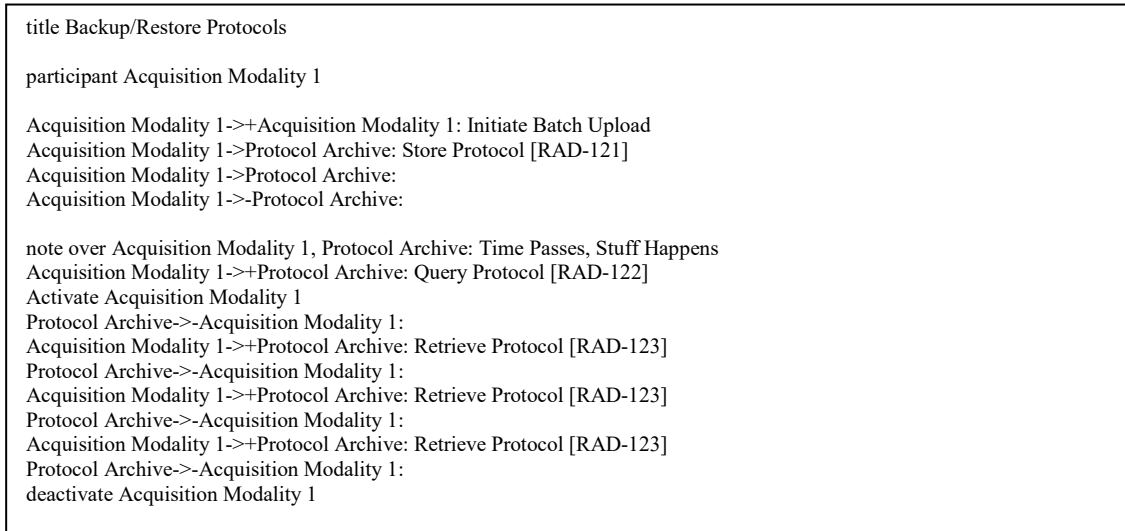 title Backup/Restore Protocols
participant Acquisition Modality 1
Acquisition Modality 1->+Acquisition Modality 1: Initiate Batch Upload
Acquisition Modality 1->Protocol Archive: Store Protocol [RAD-121]
Acquisition Modality 1->Protocol Archive:
Acquisition Modality 1->-Protocol Archive:
note over Acquisition Modality 1, Protocol Archive: Time Passes, Stuff Happens
Acquisition Modality 1->+Protocol Archive: Query Protocol [RAD-122]
Activate Acquisition Modality 1
Protocol Archive->-Acquisition Modality 1:
Acquisition Modality 1->+Protocol Archive: Retrieve Protocol [RAD-123]
Protocol Archive->-Acquisition Modality 1:
Acquisition Modality 1->+Protocol Archive: Retrieve Protocol [RAD-123]
Protocol Archive->-Acquisition Modality 1:
Acquisition Modality 1->+Protocol Archive: Retrieve Protocol [RAD-123]
Protocol Archive->-Acquisition Modality 1:
deactivate Acquisition Modality 1